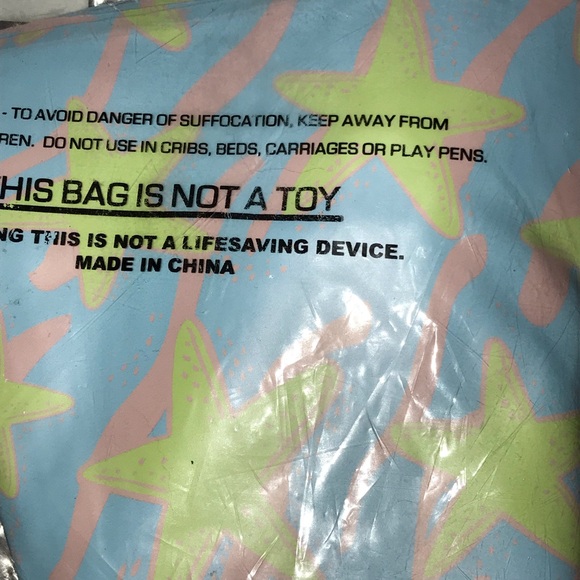 - TO AVOID DANGER OF SUFFOCATION, KEEP AWAY FROM
REN. DO NOT USE IN CRIBS, BEDS, CARRIAGES OR PLAY PENS.
HIS BAG IS NOT A TOY
NG THIS IS NOT A LIFESAVING DEVICE.
MADE IN CHINA